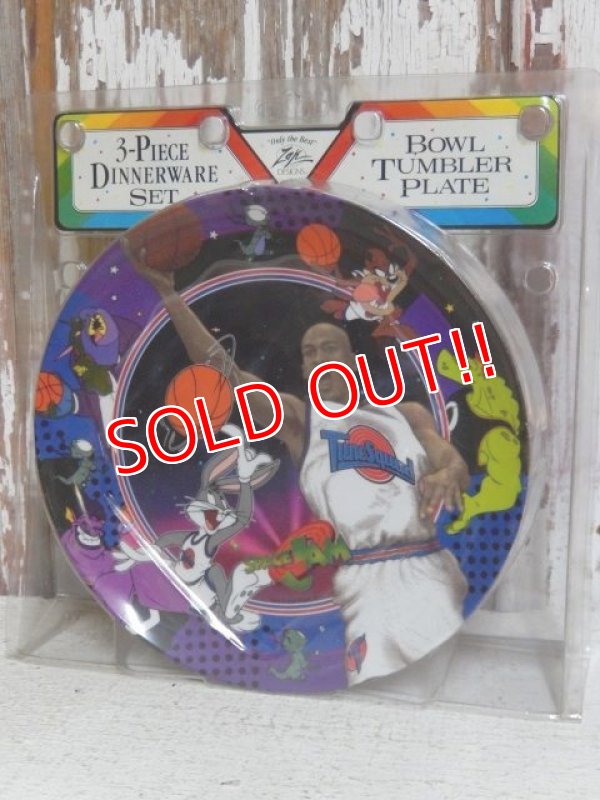 3-PIECE
DINNERWARE
SET
"Only the Best"
Zak
DESIGNS
BOWL
TUMBLER
PLATE
SOLD OUT!!
TuneSquad
SPACE JAM